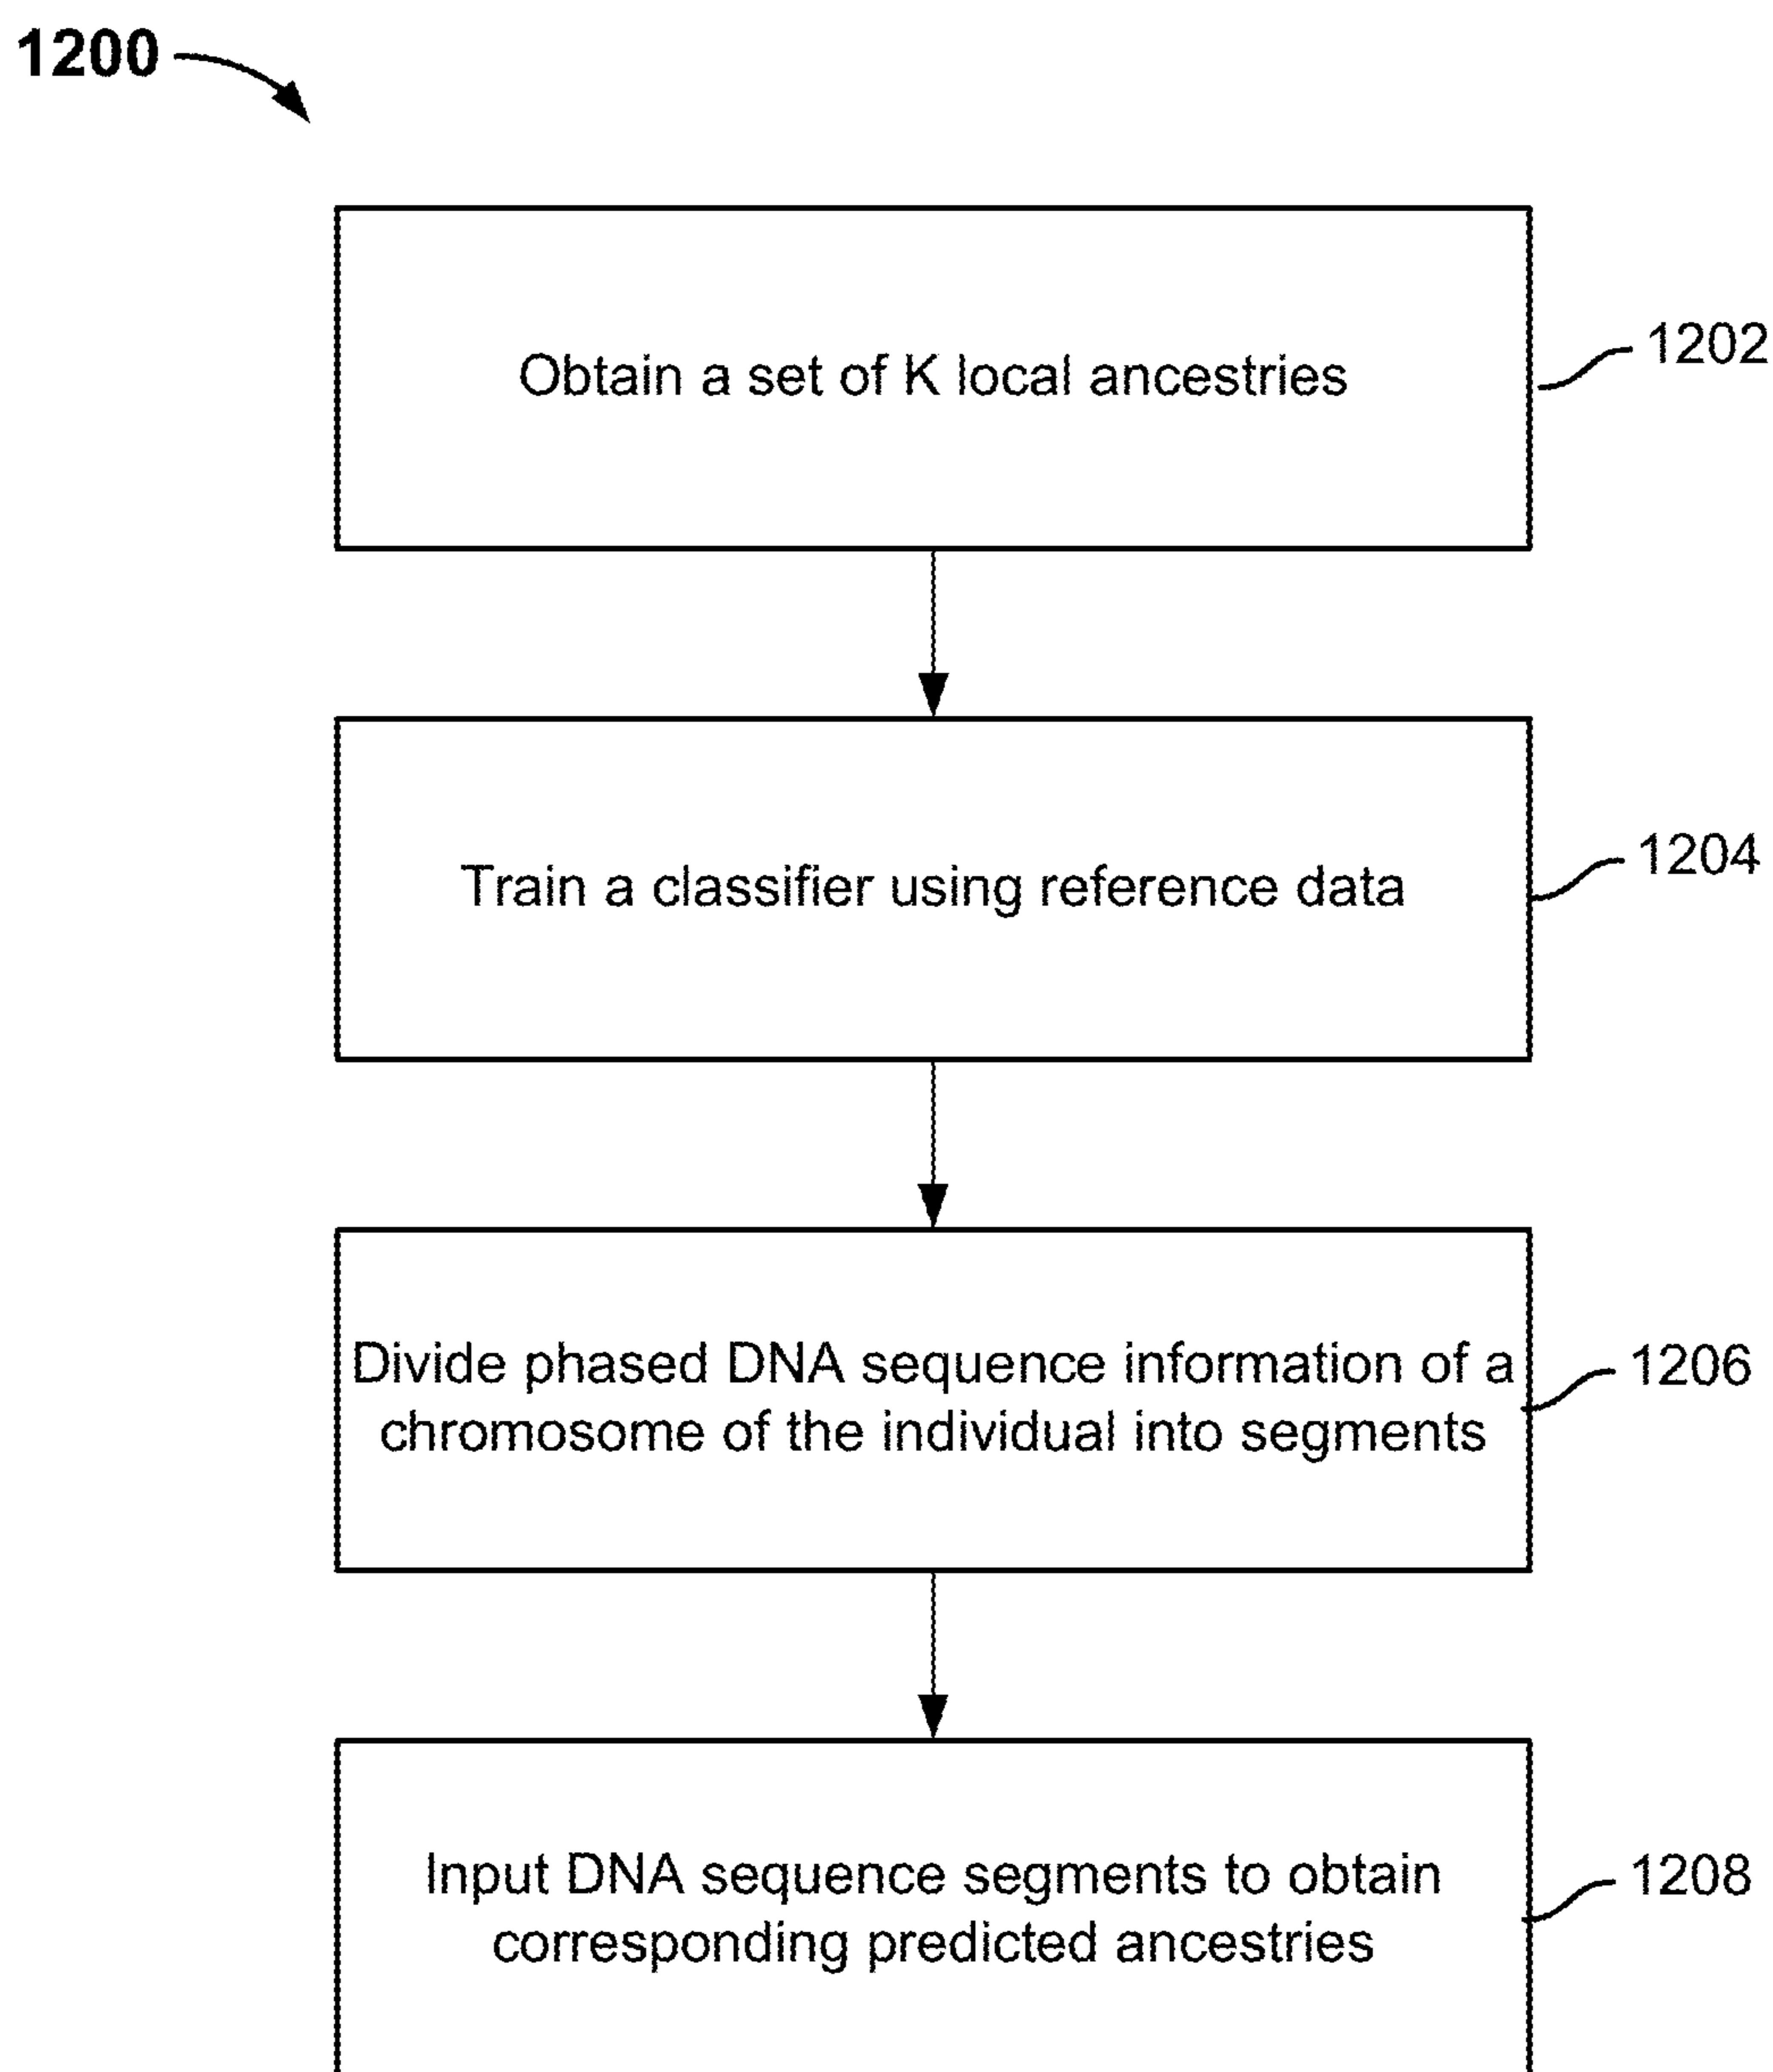 1200
Obtain a set of K local ancestries
1202
Train a classifier using reference data
1204
Divide phased DNA sequence information of a
chromosome of the individual into segments
1206
Input DNA sequence segments to obtain
corresponding predicted ancestries
1208